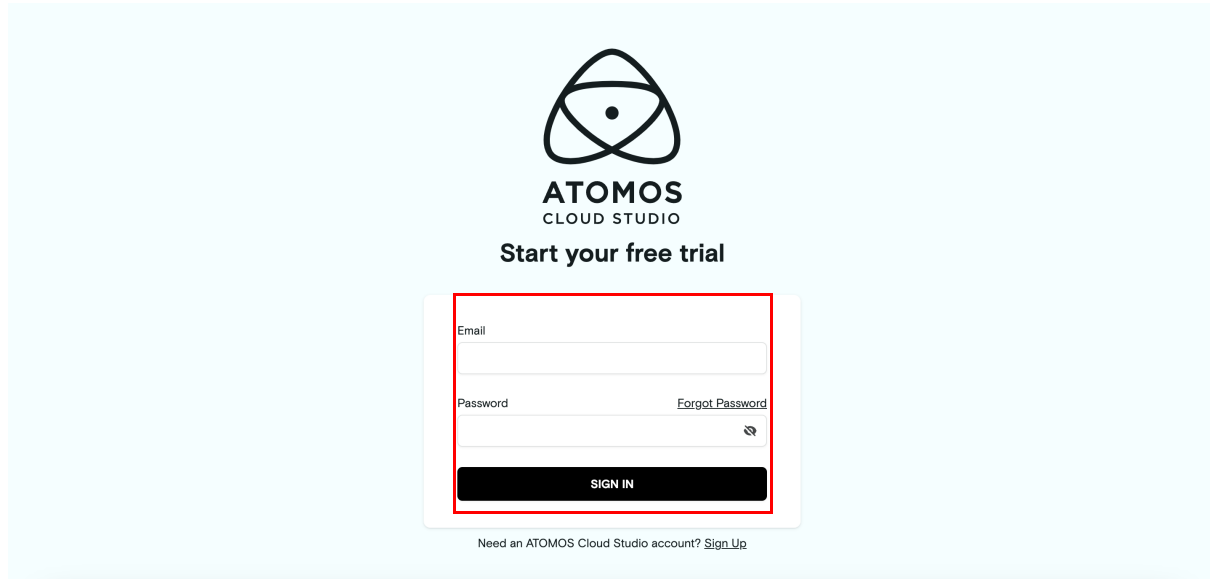 ATOMOS
CLOUD STUDIO
Start your free trial
Email
Password Forgot Password
SIGN IN
Need an ATOMOS Cloud Studio account? Sign Up